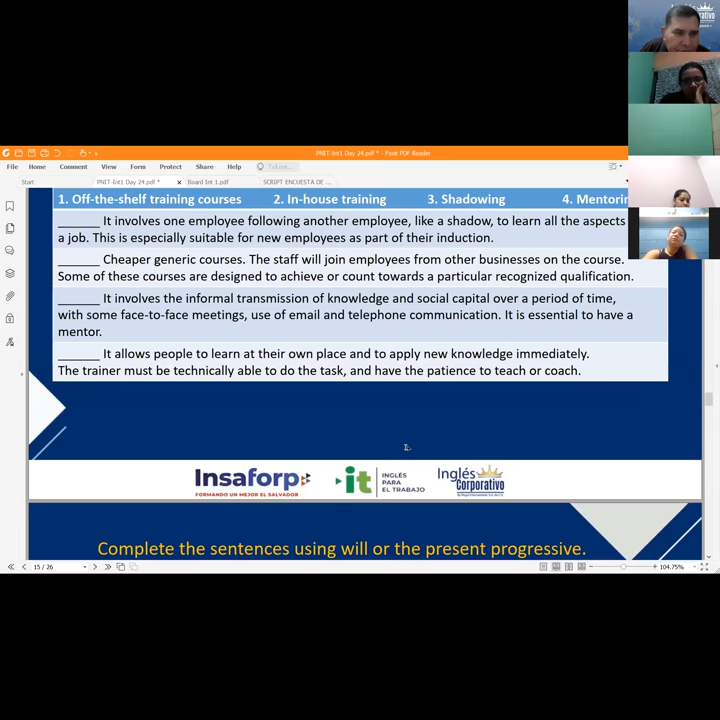 PNIT-Int1 Day 24.pdf * - Foxit PDF Reader
File Home Comment View Form Protect Share Help
Start PNIT-Int1 Day 24.pdf * Board Int 1.pdf SCRIPT ENCUESTA DE ...
1. Off-the-shelf training courses 2. In-house training 3. Shadowing 4. Mentorin
______ It involves one employee following another employee, like a shadow, to learn all the aspects
a job. This is especially suitable for new employees as part of their induction.
______ Cheaper generic courses. The staff will join employees from other businesses on the course.
Some of these courses are designed to achieve or count towards a particular recognized qualification.
______ It involves the informal transmission of knowledge and social capital over a period of time,
with some face-to-face meetings, use of email and telephone communication. It is essential to have a
mentor.
______ It allows people to learn at their own place and to apply new knowledge immediately.
The trainer must be technically able to do the task, and have the patience to teach or coach.
Insaforp
FORMANDO UN MEJOR EL SALVADOR
it INGLÉS
PARA
EL TRABAJO
Inglés
Corporativo
Complete the sentences using will or the present progressive.
15 / 26
104.75%